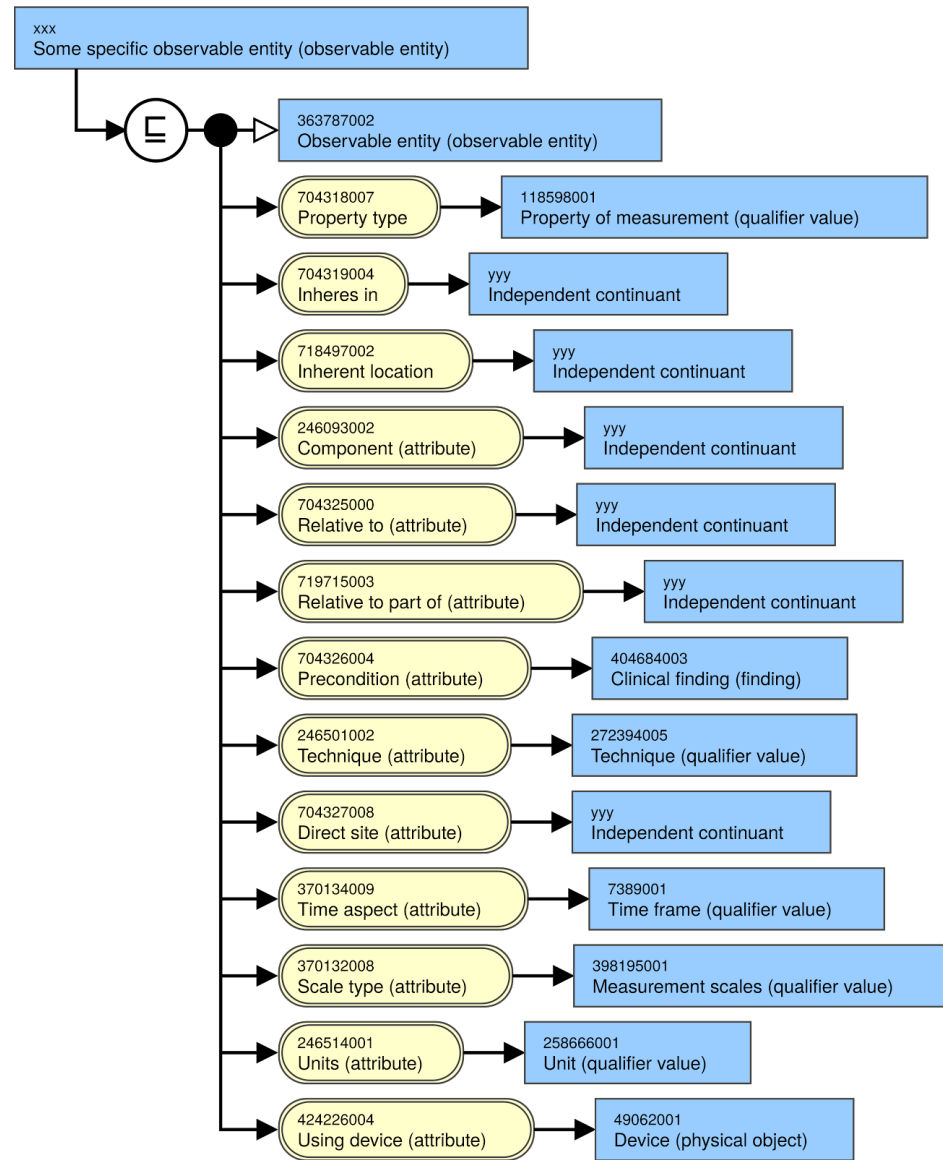 xxx
Some specific observable entity (observable entity)
⊑
363787002
Observable entity (observable entity)
704318007
Property type
118598001
Property of measurement (qualifier value)
704319004
Inheres in
yyy
Independent continuant
718497002
Inherent location
yyy
Independent continuant
246093002
Component (attribute)
yyy
Independent continuant
704325000
Relative to (attribute)
yyy
Independent continuant
719715003
Relative to part of (attribute)
yyy
Independent continuant
704326004
Precondition (attribute)
404684003
Clinical finding (finding)
246501002
Technique (attribute)
272394005
Technique (qualifier value)
704327008
Direct site (attribute)
yyy
Independent continuant
370134009
Time aspect (attribute)
7389001
Time frame (qualifier value)
370132008
Scale type (attribute)
398195001
Measurement scales (qualifier value)
246514001
Units (attribute)
258666001
Unit (qualifier value)
424226004
Using device (attribute)
49062001
Device (physical object)